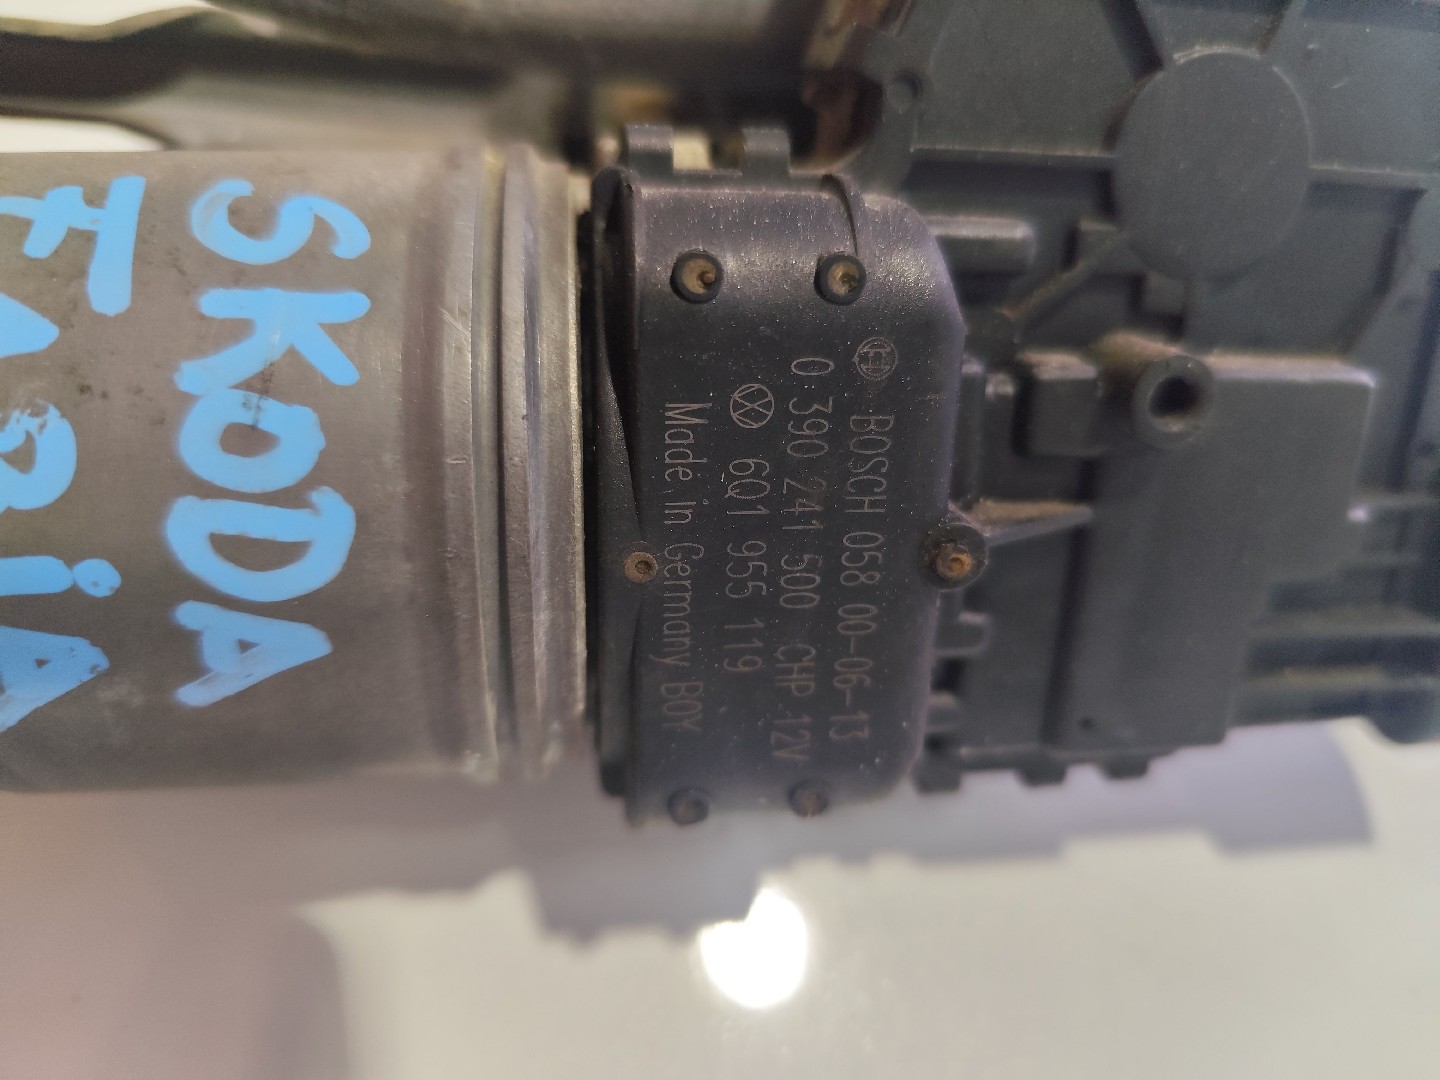 SKODA
FABİA
BOSCH 058 00-06-13
0 390 241 500 CHP 12V
6Q1 955 119
Made in Germany BOY